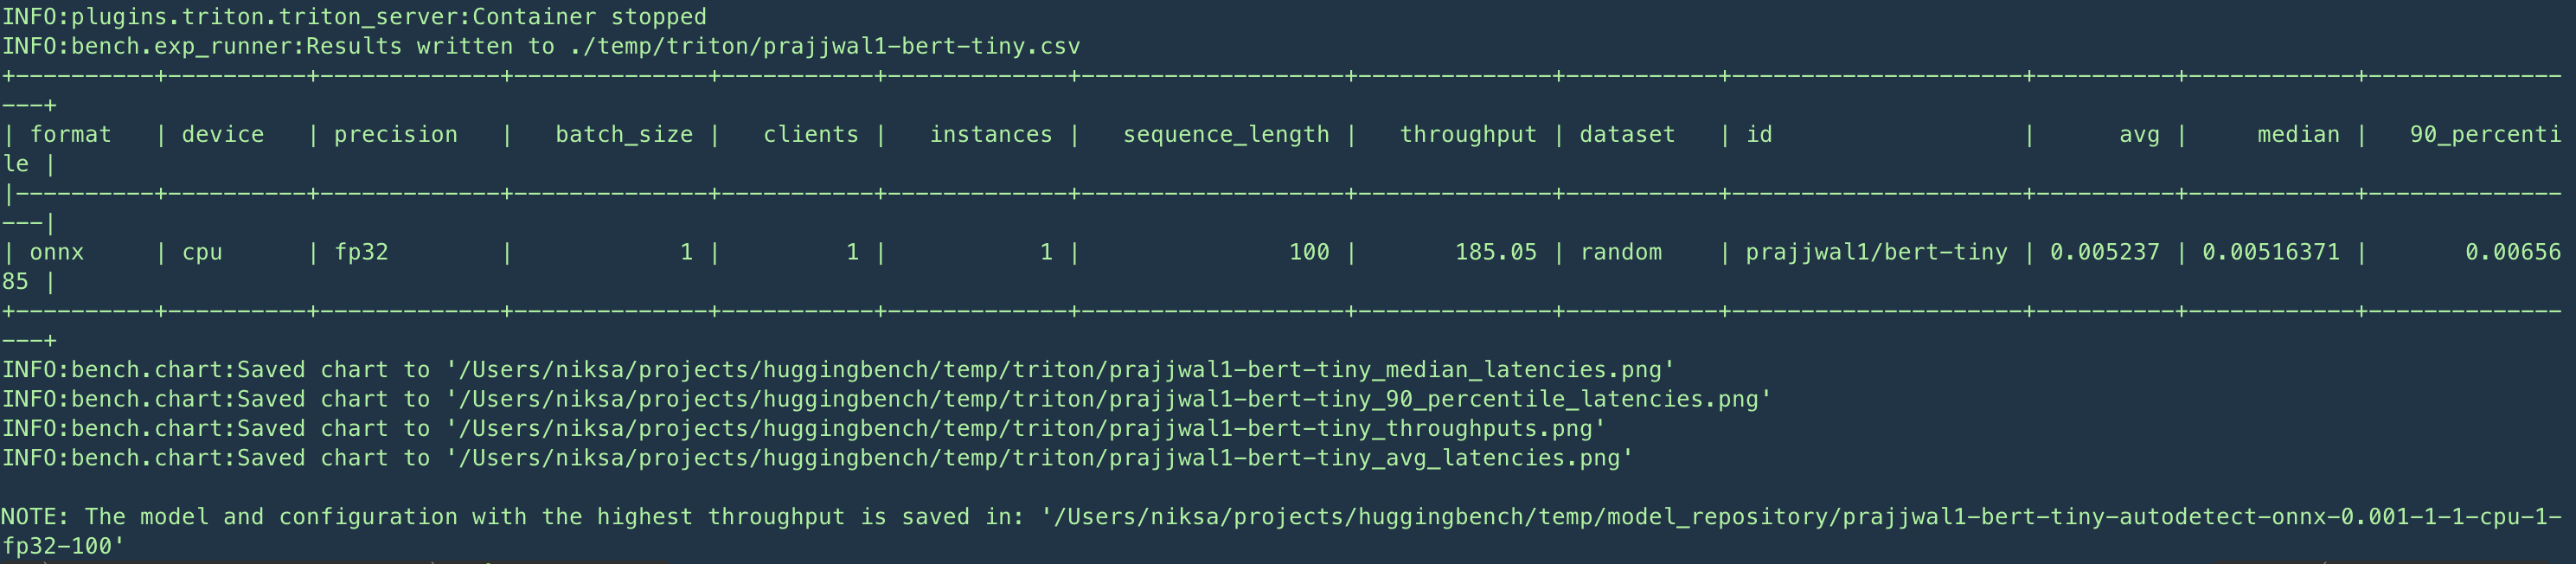 INFO:plugins.triton.triton_server:Container stopped
INFO:bench.exp_runner:Results written to ./temp/triton/prajjwal1-bert-tiny.csv
+----------+----------+-------------+--------------+-----------+-------------+-------------------+--------------+-----------+---------------------+----------+------------+--------------
---+
| format   | device   | precision   |   batch_size |   clients |   instances |   sequence_length |   throughput | dataset   | id                  |      avg |     median |   90_percenti
le |
|----------+----------+-------------+--------------+-----------+-------------+-------------------+--------------+-----------+---------------------+----------+------------+--------------
---|
| onnx     | cpu      | fp32        |            1 |         1 |           1 |               100 |       185.05 | random    | prajjwal1/bert-tiny | 0.005237 | 0.00516371 |       0.00656
85 |
+----------+----------+-------------+--------------+-----------+-------------+-------------------+--------------+-----------+---------------------+----------+------------+--------------
---+
INFO:bench.chart:Saved chart to '/Users/niksa/projects/huggingbench/temp/triton/prajjwal1-bert-tiny_median_latencies.png'
INFO:bench.chart:Saved chart to '/Users/niksa/projects/huggingbench/temp/triton/prajjwal1-bert-tiny_90_percentile_latencies.png'
INFO:bench.chart:Saved chart to '/Users/niksa/projects/huggingbench/temp/triton/prajjwal1-bert-tiny_throughputs.png'
INFO:bench.chart:Saved chart to '/Users/niksa/projects/huggingbench/temp/triton/prajjwal1-bert-tiny_avg_latencies.png'
NOTE: The model and configuration with the highest throughput is saved in: '/Users/niksa/projects/huggingbench/temp/model_repository/prajjwal1-bert-tiny-autodetect-onnx-0.001-1-1-cpu-1-
fp32-100'